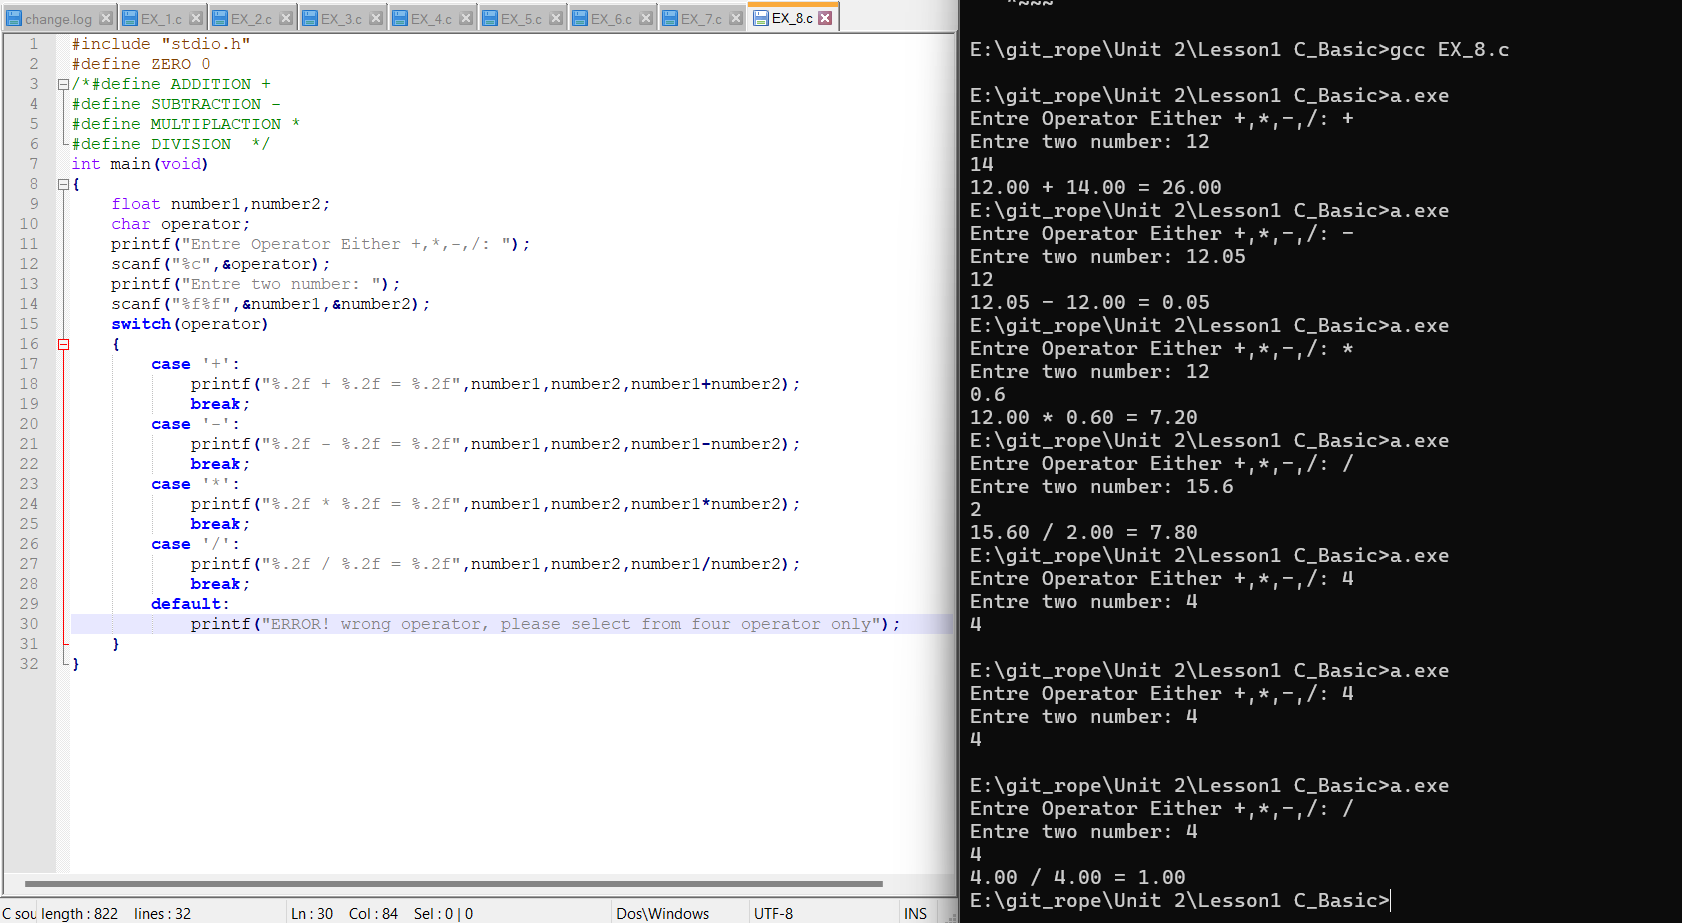 change.log EX_1.c EX_2.c EX_3.c EX_4.c EX_5.c EX_6.c EX_7.c EX_8.c
1 #include "stdio.h"
2 #define ZERO 0
3 /*#define ADDITION +
4 #define SUBTRACTION -
5 #define MULTIPLACTION *
6 #define DIVISION  */
7 int main(void)
8 {
9     float number1,number2;
10     char operator;
11     printf("Entre Operator Either +,*,-,/: ");
12     scanf("%c",&operator);
13     printf("Entre two number: ");
14     scanf("%f%f",&number1,&number2);
15     switch(operator)
16     {
17         case '+':
18             printf("%.2f + %.2f = %.2f",number1,number2,number1+number2);
19             break;
20         case '-':
21             printf("%.2f - %.2f = %.2f",number1,number2,number1-number2);
22             break;
23         case '*':
24             printf("%.2f * %.2f = %.2f",number1,number2,number1*number2);
25             break;
26         case '/':
27             printf("%.2f / %.2f = %.2f",number1,number2,number1/number2);
28             break;
29         default:
30             printf("ERROR! wrong operator, please select from four operator only");
31     }
32 }
C sou length : 822 lines : 32 Ln : 30 Col : 84 Sel : 0 | 0 Dos\Windows UTF-8 INS
^~~~
E:\git_rope\Unit 2\Lesson1 C_Basic>gcc EX_8.c
E:\git_rope\Unit 2\Lesson1 C_Basic>a.exe
Entre Operator Either +,*,-,/: +
Entre two number: 12
14
12.00 + 14.00 = 26.00
E:\git_rope\Unit 2\Lesson1 C_Basic>a.exe
Entre Operator Either +,*,-,/: -
Entre two number: 12.05
12
12.05 - 12.00 = 0.05
E:\git_rope\Unit 2\Lesson1 C_Basic>a.exe
Entre Operator Either +,*,-,/: *
Entre two number: 12
0.6
12.00 * 0.60 = 7.20
E:\git_rope\Unit 2\Lesson1 C_Basic>a.exe
Entre Operator Either +,*,-,/: /
Entre two number: 15.6
2
15.60 / 2.00 = 7.80
E:\git_rope\Unit 2\Lesson1 C_Basic>a.exe
Entre Operator Either +,*,-,/: 4
Entre two number: 4
4
E:\git_rope\Unit 2\Lesson1 C_Basic>a.exe
Entre Operator Either +,*,-,/: 4
Entre two number: 4
4
E:\git_rope\Unit 2\Lesson1 C_Basic>a.exe
Entre Operator Either +,*,-,/: /
Entre two number: 4
4
4.00 / 4.00 = 1.00
E:\git_rope\Unit 2\Lesson1 C_Basic>